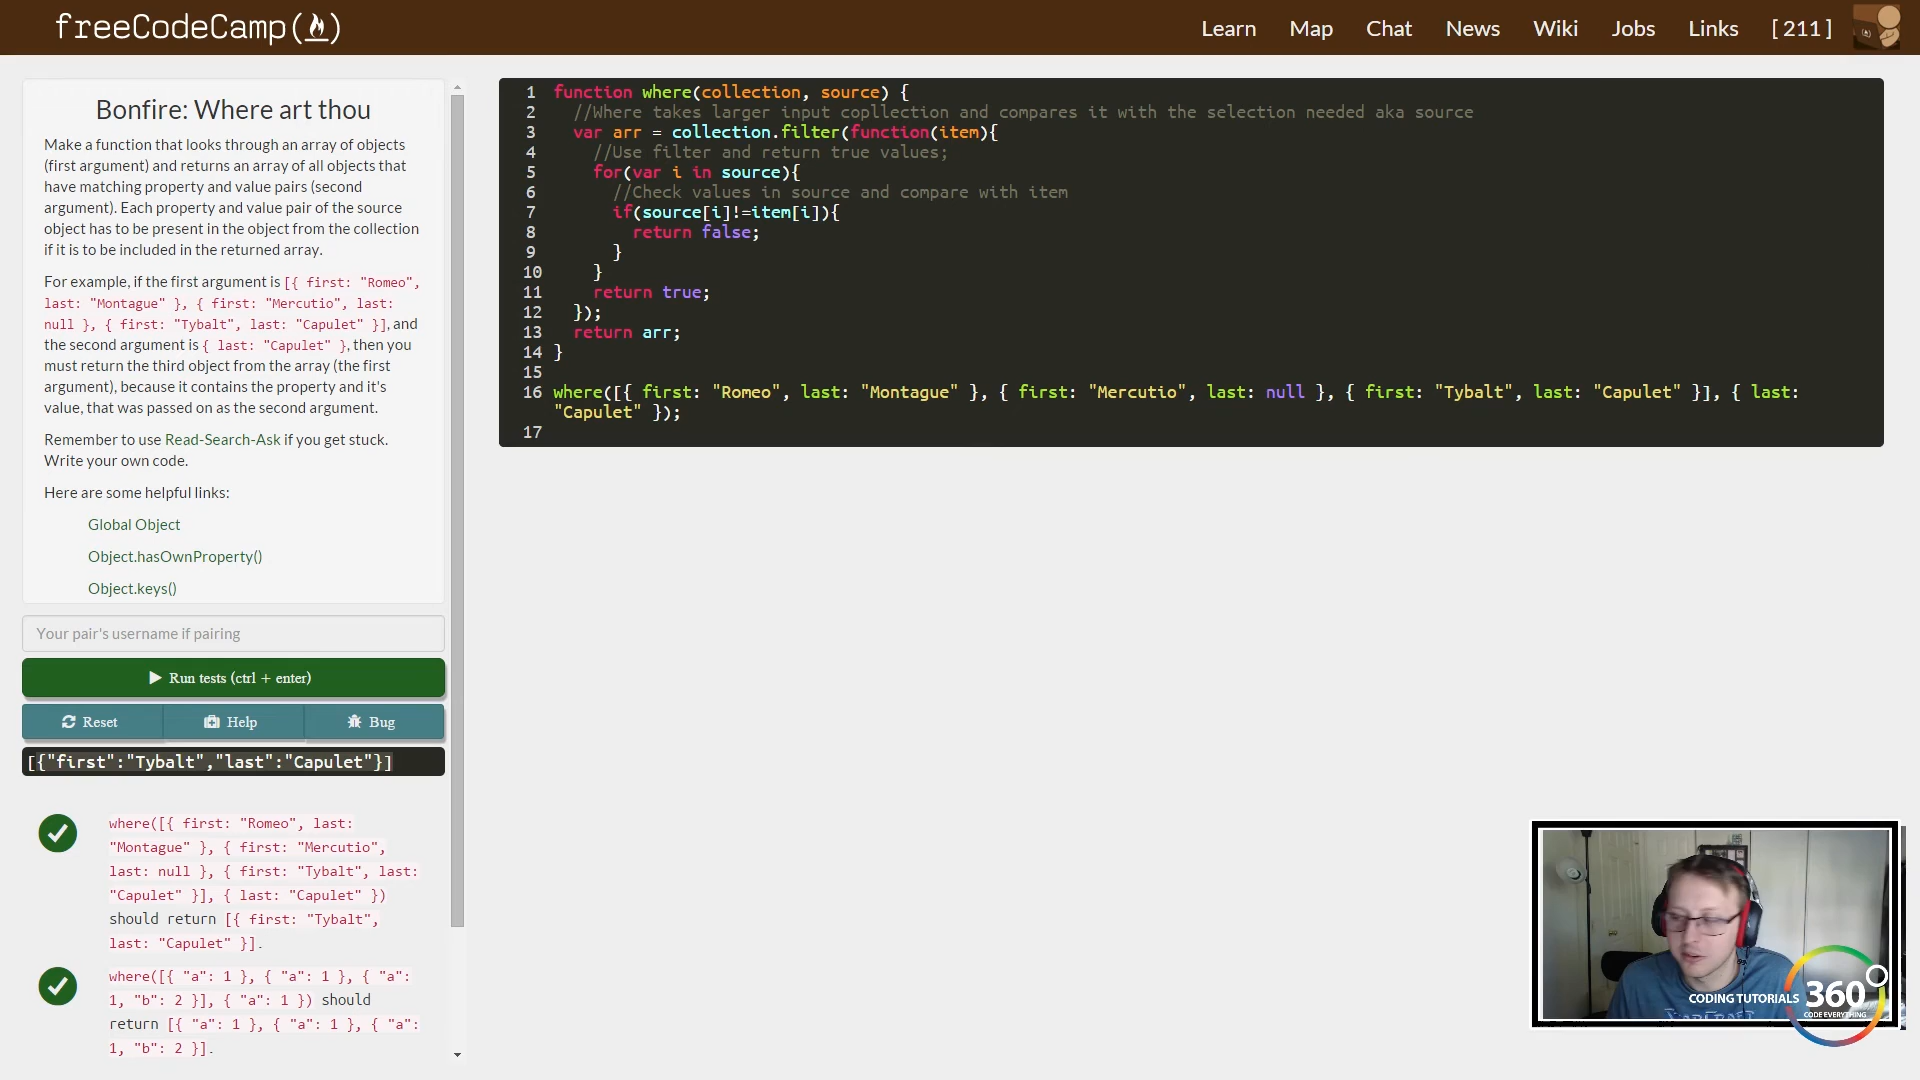 freeCodeCamp(🔥)
Learn Map Chat News Wiki Jobs Links [ 211 ]
Bonfire: Where art thou
Make a function that looks through an array of objects
(first argument) and returns an array of all objects that
have matching property and value pairs (second
argument). Each property and value pair of the source
object has to be present in the object from the collection
if it is to be included in the returned array.
For example, if the first argument is [{ first: "Romeo",
last: "Montague" }, { first: "Mercutio", last:
null }, { first: "Tybalt", last: "Capulet" }], and
the second argument is { last: "Capulet" }, then you
must return the third object from the array (the first
argument), because it contains the property and it's
value, that was passed on as the second argument.
Remember to use Read-Search-Ask if you get stuck.
Write your own code.
Here are some helpful links:
Global Object
Object.hasOwnProperty()
Object.keys()
Your pair's username if pairing
Run tests (ctrl + enter)
Reset Help Bug
[{"first":"Tybalt","last":"Capulet"}]
where([{ first: "Romeo", last:
"Montague" }, { first: "Mercutio",
last: null }, { first: "Tybalt", last:
"Capulet" }], { last: "Capulet" })
should return [{ first: "Tybalt",
last: "Capulet" }].
where([{ "a": 1 }, { "a": 1 }, { "a":
1, "b": 2 }], { "a": 1 }) should
return [{ "a": 1 }, { "a": 1 }, { "a":
1, "b": 2 }].
1 function where(collection, source) {
2 //Where takes larger input copllection and compares it with the selection needed aka source
3 var arr = collection.filter(function(item){
4 //Use filter and return true values;
5 for(var i in source){
6 //Check values in source and compare with item
7 if(source[i]!=item[i]){
8 return false;
9 }
10 }
11 return true;
12 });
13 return arr;
14 }
15
16 where([{ first: "Romeo", last: "Montague" }, { first: "Mercutio", last: null }, { first: "Tybalt", last: "Capulet" }], { last:
"Capulet" });
17
CODING TUTORIALS 360
CODE EVERYTHING